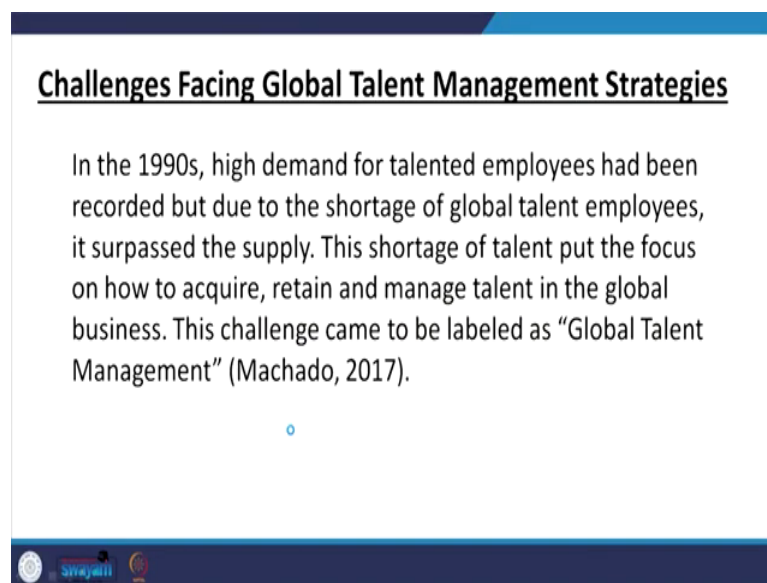 Challenges Facing Global Talent Management Strategies
In the 1990s, high demand for talented employees had been
recorded but due to the shortage of global talent employees,
it surpassed the supply. This shortage of talent put the focus
on how to acquire, retain and manage talent in the global
business. This challenge came to be labeled as “Global Talent
Management” (Machado, 2017).
swayam